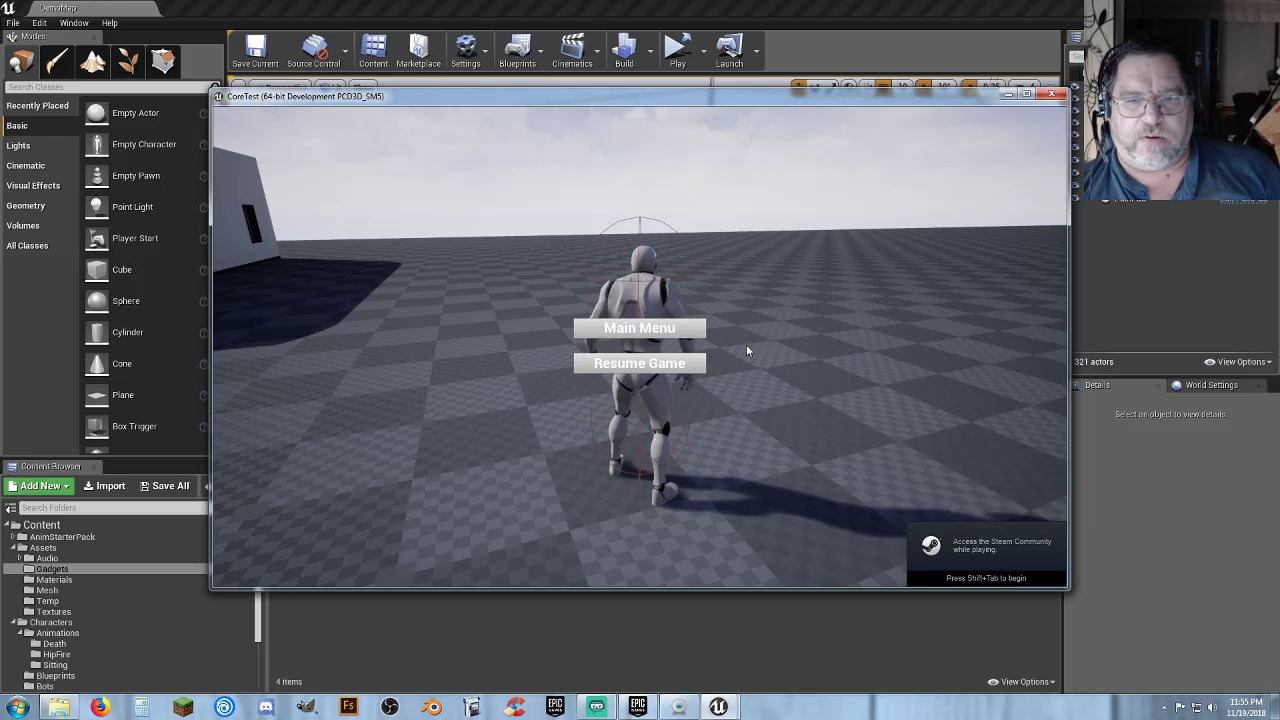 DemoMap
File Edit Window Help
Modes
Search Classes
Recently Placed
Basic
Lights
Cinematic
Visual Effects
Geometry
Volumes
All Classes
Empty Actor
Empty Character
Empty Pawn
Point Light
Player Start
Cube
Sphere
Cylinder
Cone
Plane
Box Trigger
Save Current
Source Control
Content
Marketplace
Settings
Blueprints
Cinematics
Build
Play
Launch
CoreTest (64-bit Development PCD3D_SM5)
Main Menu
Resume Game
Access the Steam Community
while playing.
Press Shift+Tab to begin
321 actors
View Options
Details
World Settings
Select an object to view details.
Content Browser
Add New
Import
Save All
Search Folders
Content
AnimStarterPack
Assets
Audio
Gadgets
Materials
Mesh
Temp
Textures
Characters
Animations
Death
HipFire
Sitting
Blueprints
Bots
4 items
View Options
Fs
EPIC
GAMES
EPIC
GAMES
11:55 PM
11/19/2018